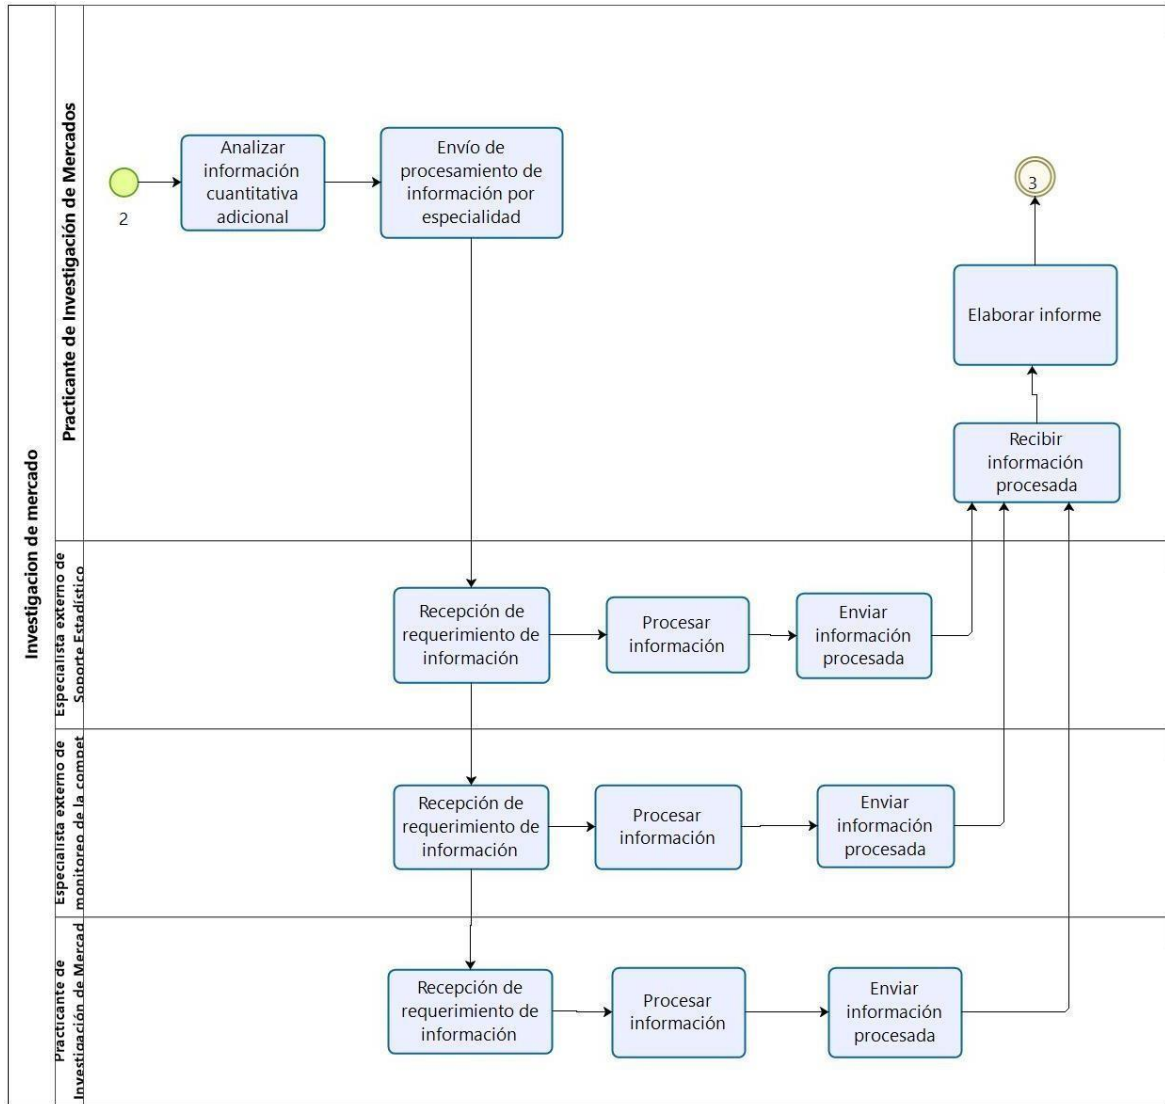 Investigacion de mercado
Practicante de Investigación de Mercados
2
Analizar
información
cuantitativa
adicional
Envío de
procesamiento de
información por
especialidad
3
Elaborar informe
Recibir
información
procesada
Especialista externo de
Soporte Estadístico
Recepción de
requerimiento de
información
Procesar
información
Enviar
información
procesada
Especialista externo de
monitoreo de la compet
Recepción de
requerimiento de
información
Procesar
información
Enviar
información
procesada
Practicante de
Investigación de Mercad
Recepción de
requerimiento de
información
Procesar
información
Enviar
información
procesada